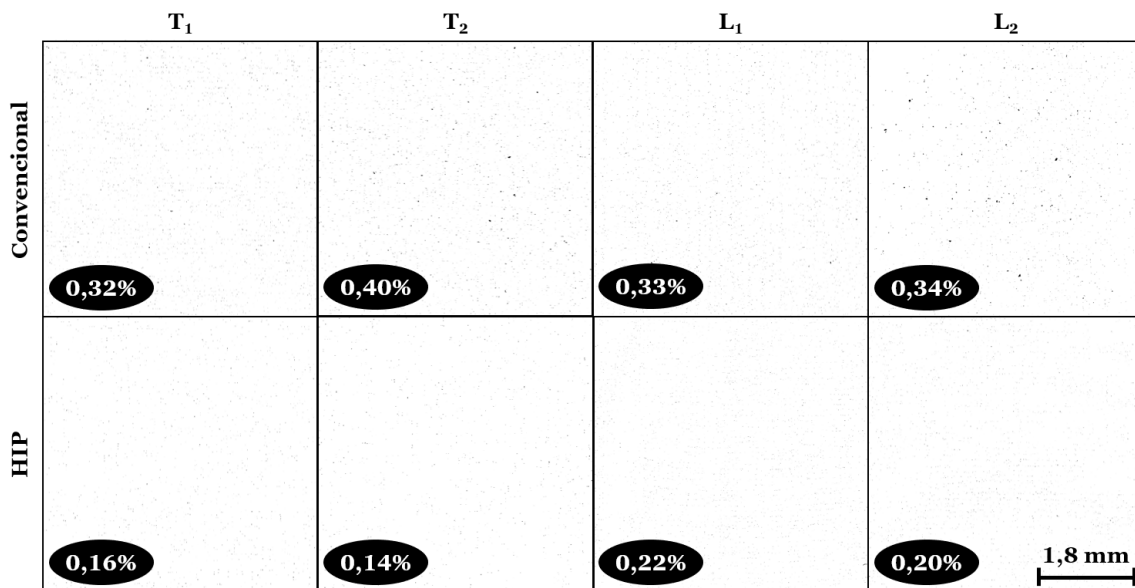 T₁ T₂ L₁ L₂
Convencional
0,32% 0,40% 0,33% 0,34%
HIP
0,16% 0,14% 0,22% 0,20%
1,8 mm